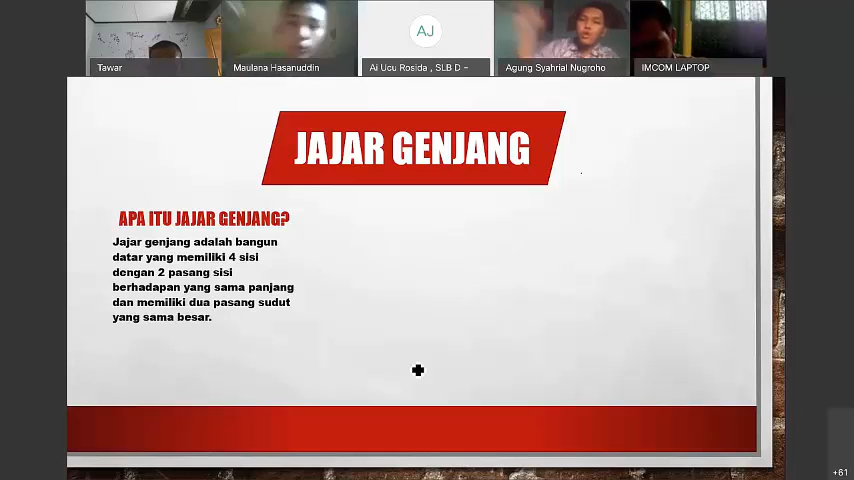 AJ
Tawar
Maulana Hasanuddin
Ai Ucu Rosida , SLB D -
Agung Syahrial Nugroho
IMCOM LAPTOP
JAJAR GENJANG
APA ITU JAJAR GENJANG?
Jajar genjang adalah bangun
datar yang memiliki 4 sisi
dengan 2 pasang sisi
berhadapan yang sama panjang
dan memiliki dua pasang sudut
yang sama besar.
+61